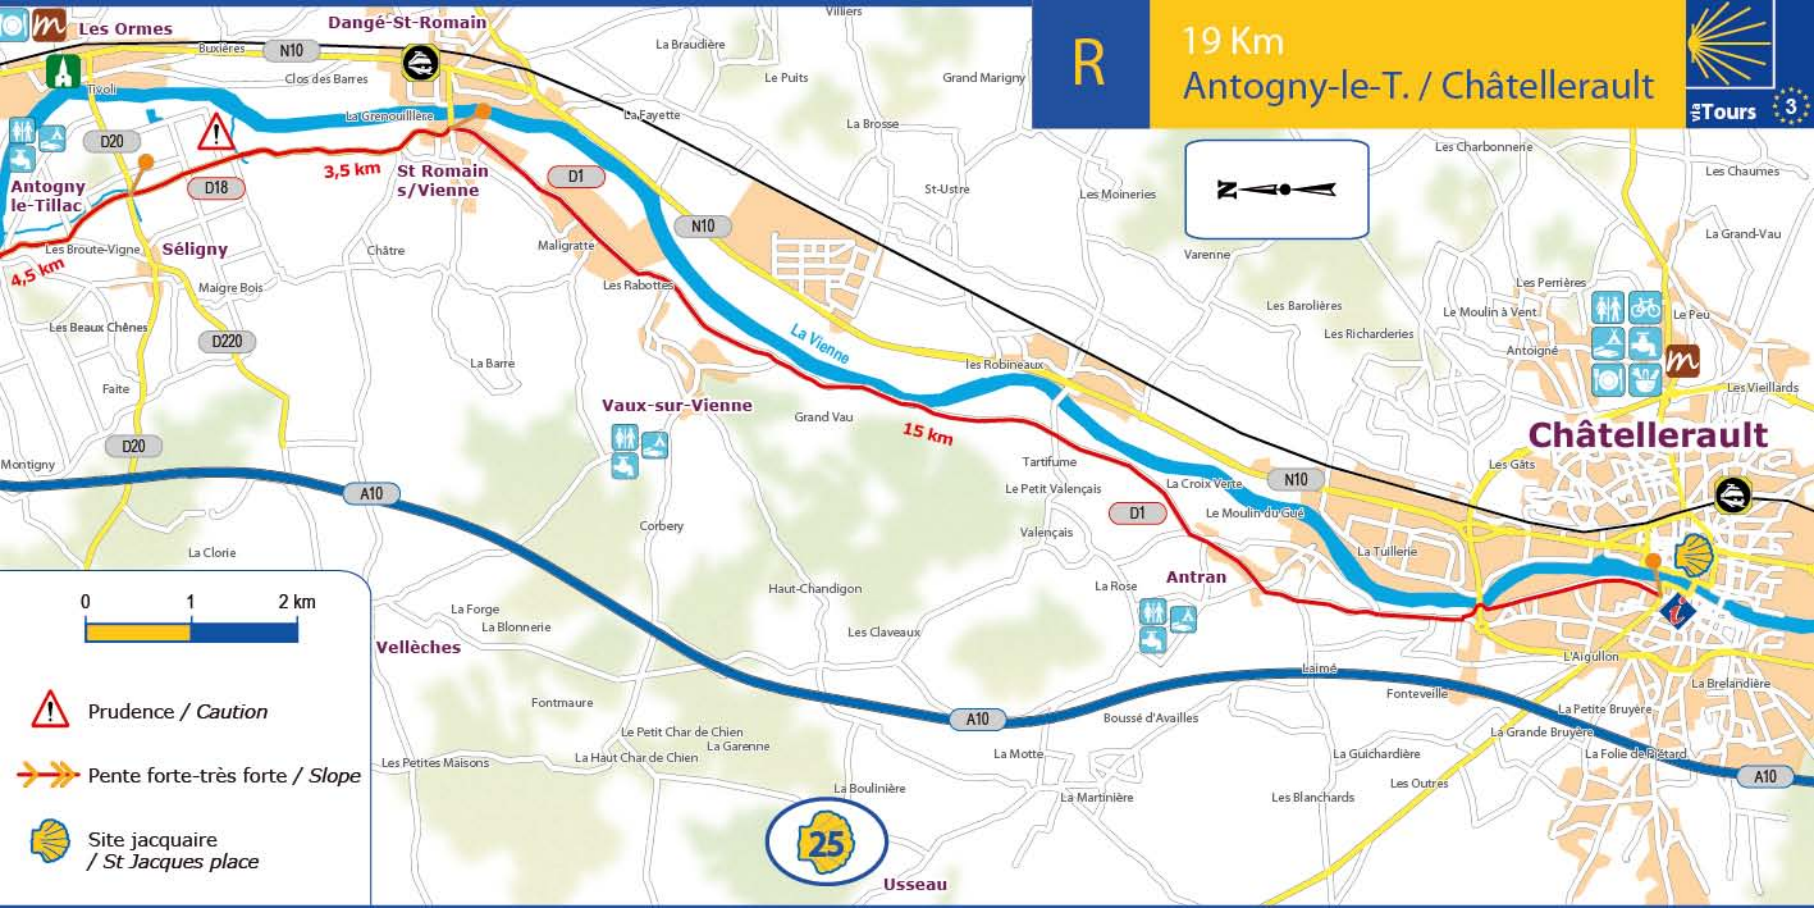 R
19 Km
Antogny-le-T. / Châtellerault
via Tours
3
N
Les Ormes
Dangé-St-Romain
Buxières
N10
Clos des Barres
Tivoli
La Grenouillière
D20
3,5 km
St Romain
s/Vienne
D1
Antogny
le-Tillac
D18
Les Broute-Vigne
Séligny
4,5 km
Châtre
Maligratte
Maigre Bois
Les Rabottes
Les Beaux Chênes
D220
La Barre
Faite
D20
Montigny
A10
La Clorie
Villiers
La Braudière
Le Puits
Grand Marigny
La Fayette
La Brosse
St-Ustre
Les Moineries
N10
Les Charbonnerie
Les Chaumes
La Grand-Vau
Varenne
Les Perrières
Les Barolières
Le Moulin à Vent
Le Peu
Les Richarderies
Antoigné
Les Vieillards
La Vienne
les Robineaux
Vaux-sur-Vienne
Grand Vau
15 km
Châtellerault
Les Gâts
Tartifume
Le Petit Valençais
La Croix Verte
N10
D1
Le Moulin du Gué
Valençais
Corbery
La Tuillerie
Antran
La Rose
Haut-Chandigon
Les Claveaux
La Forge
La Blonnerie
Vellèches
Laimé
L'Aigüllon
La Brelandière
Fonteveille
La Petite Bruyère
Fontmaure
A10
Boussé d'Availles
La Grande Bruyère
Le Petit Char de Chien
La Garenne
La Haut Char de Chien
La Motte
La Guichardière
La Folie de Piétard
A10
Les Petites Maisons
La Boulinière
La Martinière
Les Blanchards
Les Outres
25
Usseau
0 1 2 km
Prudence / Caution
Pente forte-très forte / Slope
Site jacquaire
/ St Jacques place